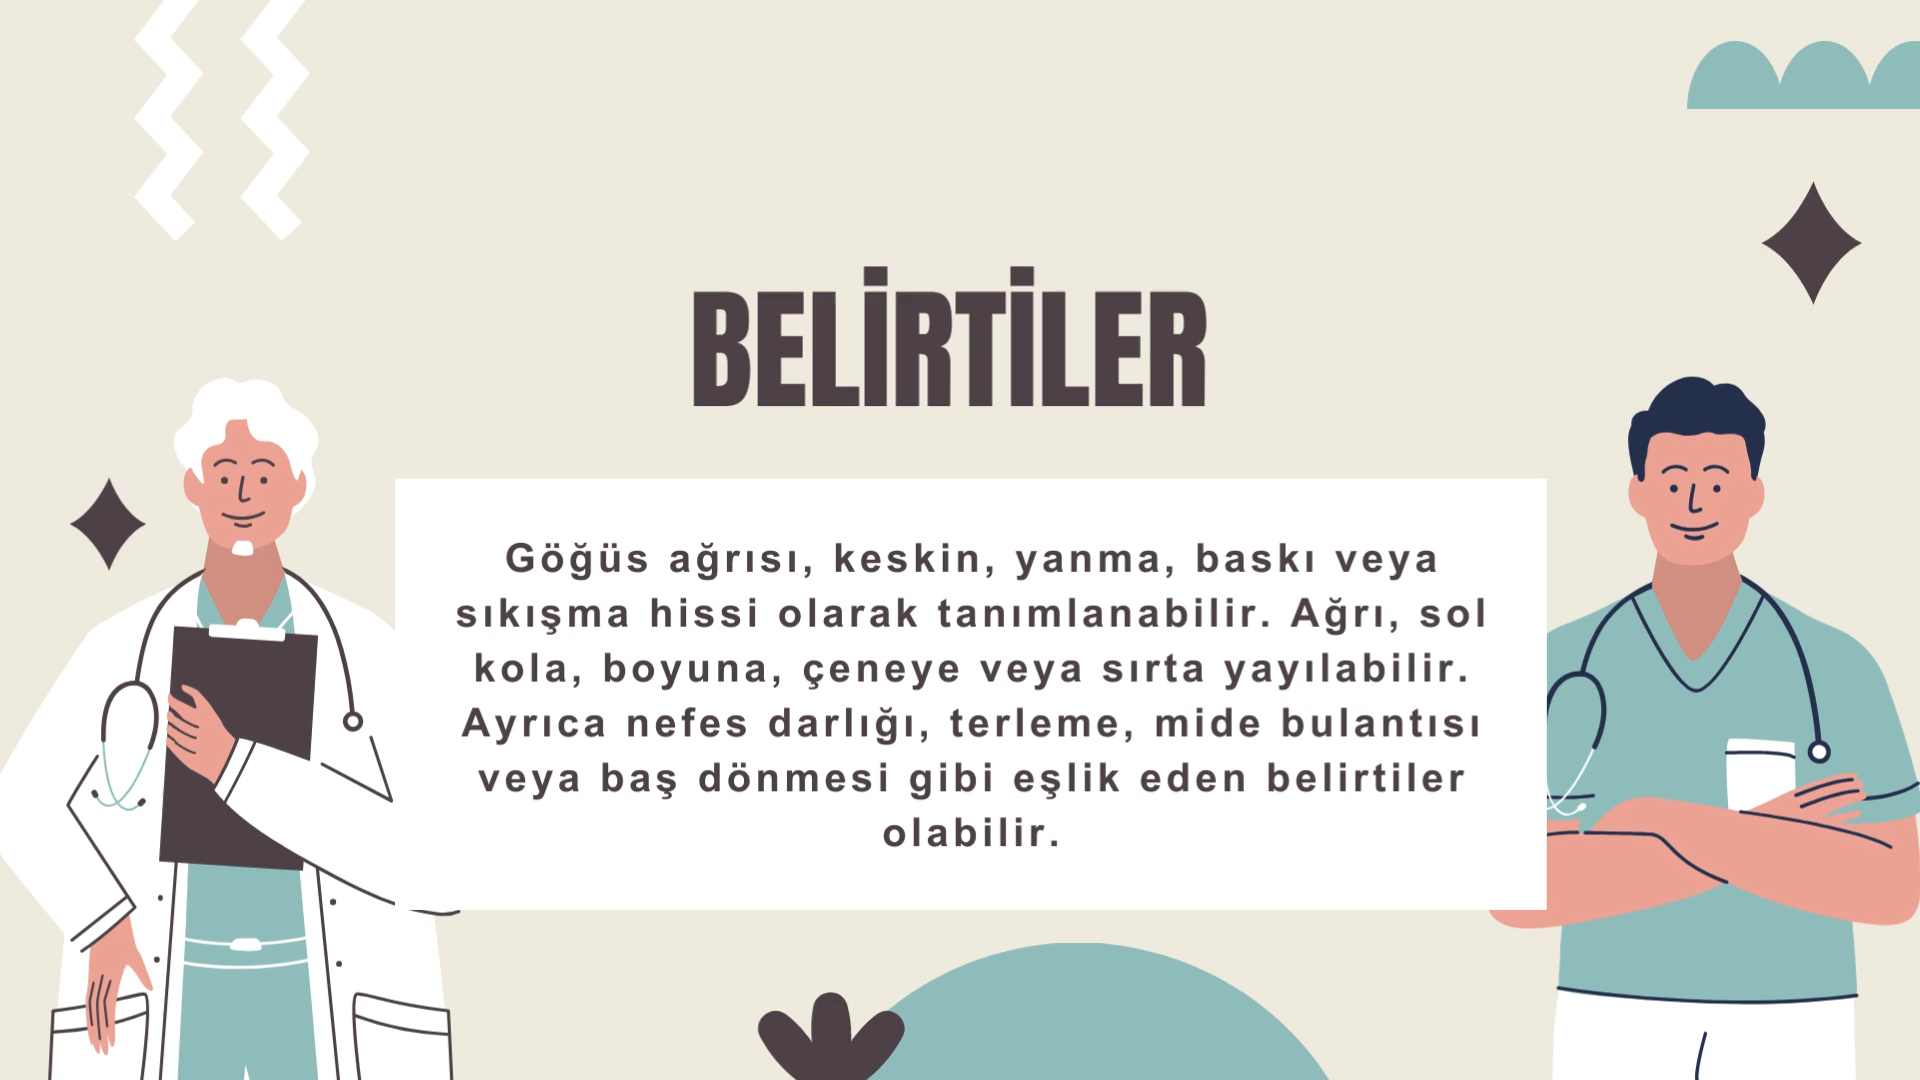 BELİRTİLER
Göğüs ağrısı, keskin, yanma, baskı veya
sıkışma hissi olarak tanımlanabilir. Ağrı, sol
kola, boyuna, çeneye veya sırta yayılabilir.
Ayrıca nefes darlığı, terleme, mide bulantısı
veya baş dönmesi gibi eşlik eden belirtiler
olabilir.